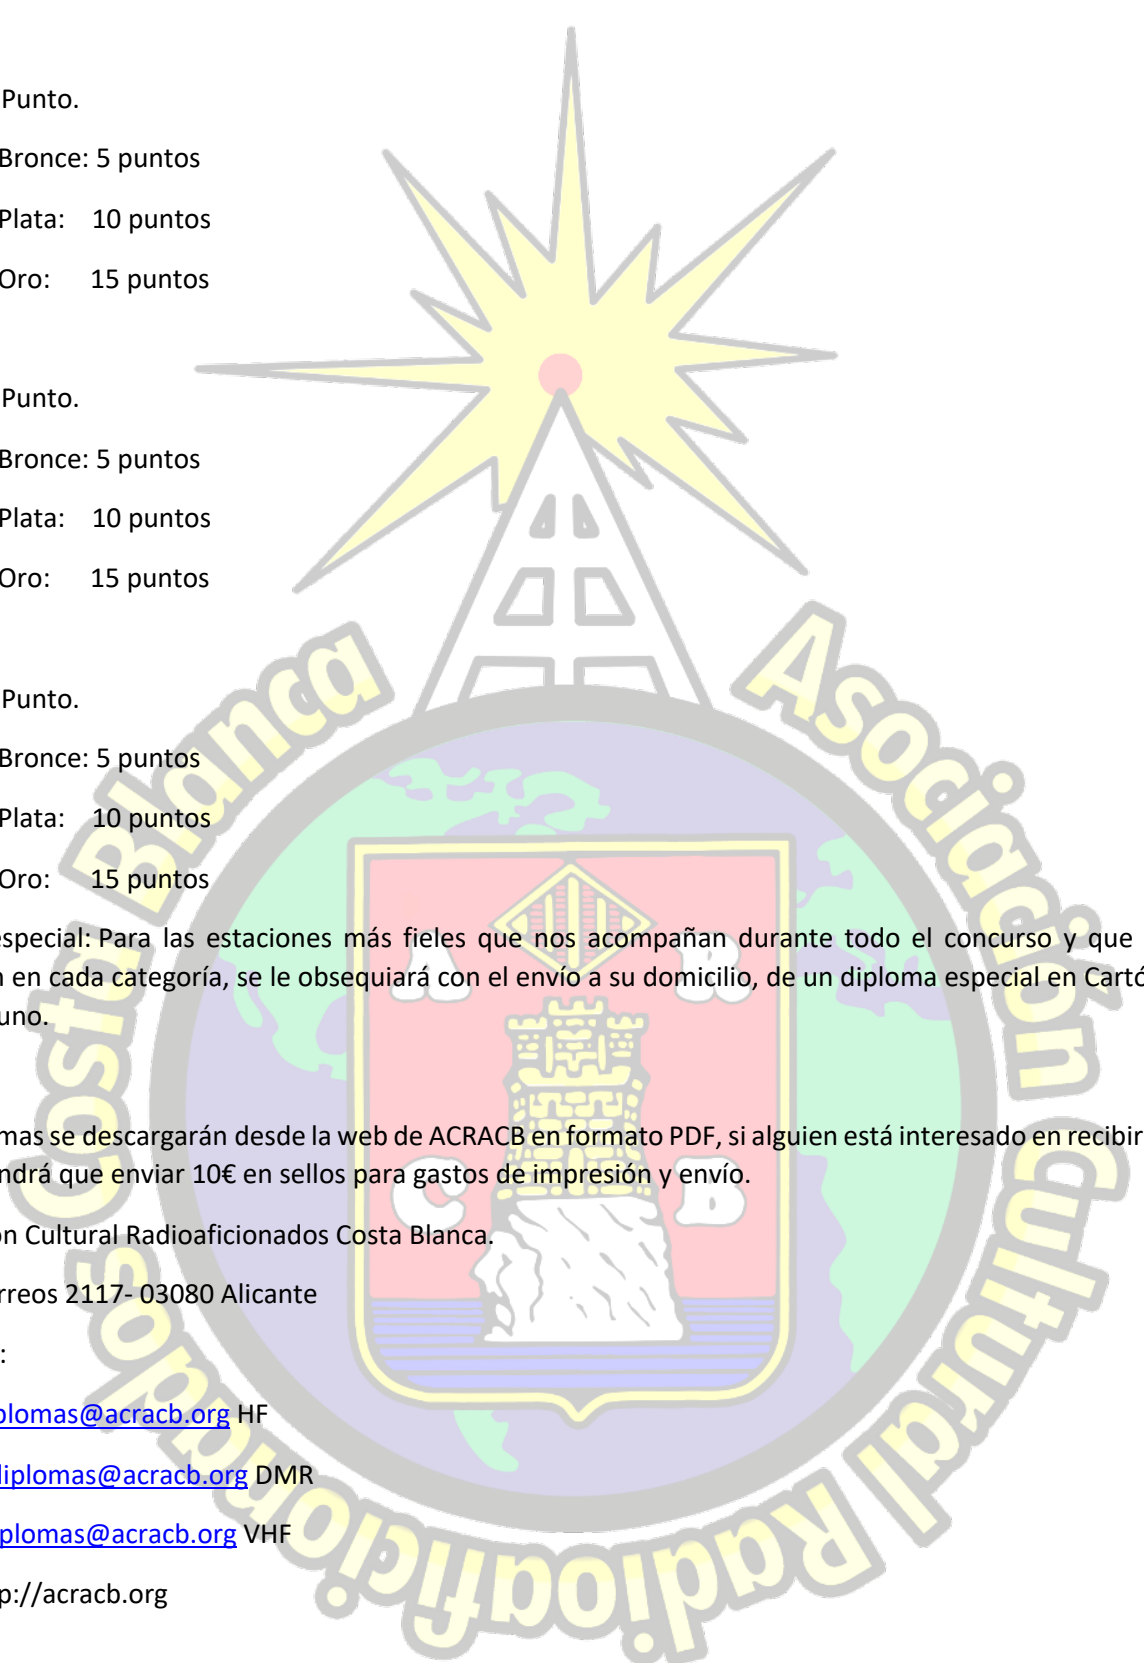 Punto.
Bronce: 5 puntos
Plata: 10 puntos
Oro: 15 puntos
Punto.
Bronce: 5 puntos
Plata: 10 puntos
Oro: 15 puntos
Punto.
Bronce: 5 puntos
Plata: 10 puntos
Oro: 15 puntos
especial: Para las estaciones más fieles que nos acompañan durante todo el concurso y que
n en cada categoría, se le obsequiará con el envío a su domicilio, de un diploma especial en Cartó
uno.
mas se descargarán desde la web de ACRACB en formato PDF, si alguien está interesado en recibir
ndrá que enviar 10€ en sellos para gastos de impresión y envío.
ón Cultural Radioaficionados Costa Blanca.
rreos 2117- 03080 Alicante
:
plomas@acracb.org HF
diplomas@acracb.org DMR
plomas@acracb.org VHF
p://acracb.org
Asociación Cultural Radioaficionados Costa Blanca
A R
C B